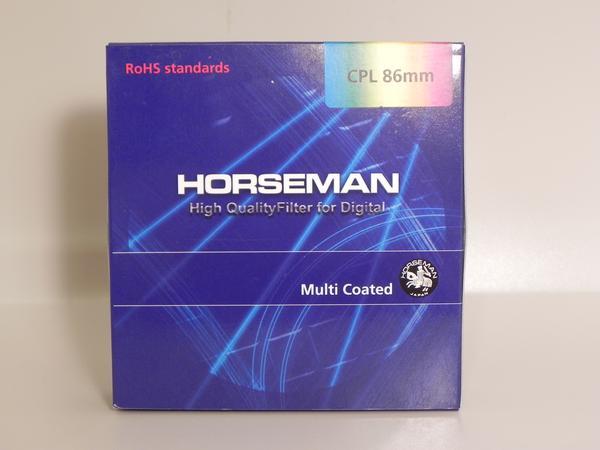 RoHS standards
CPL 86mm
HORSEMAN
High QualityFilter for Digital
Multi Coated
HORSEMAN
JAPAN